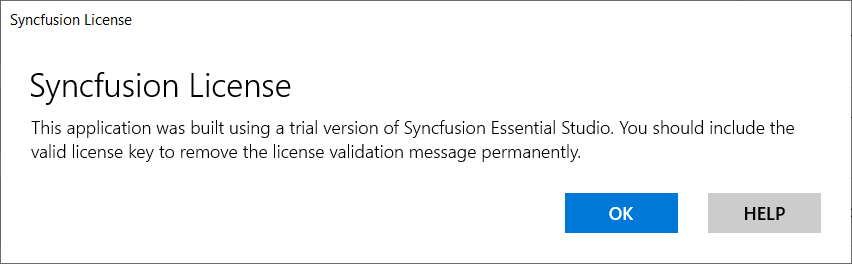 Syncfusion License
Syncfusion License
This application was built using a trial version of Syncfusion Essential Studio. You should include the
valid license key to remove the license validation message permanently.
OK HELP